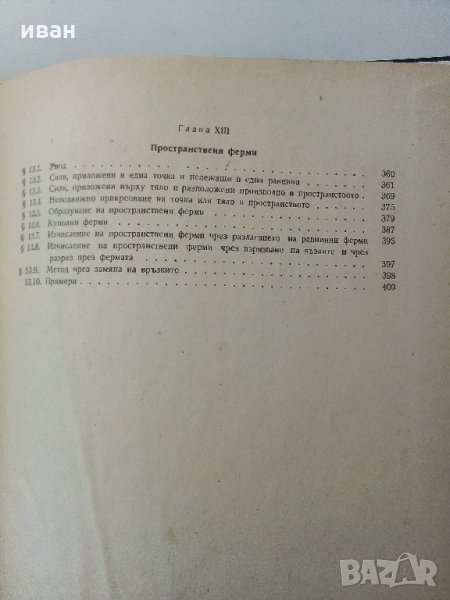 иван
Глава XIII
Пространствени ферми
§ 13.1. Увод . . . . . . . . . . . . . . . . . . . . 360
§ 13.2. Сили, приложени в една точка и нележащи в една равнина . . . . 361
§ 13.3. Сили, приложени върху тяло и разположени произволно в пространството . 369
§ 13.4. Неподвижно прикрепване на точка или тяло в пространството . . . . 375
§ 13.5. Образуване на пространствени ферми . . . . . . . . . . 379
§ 13.6. Куполни ферми . . . . . . . . . . . . . . . . 387
§ 13.7. Изчисление на пространствени ферми чрез разлагането на равнинни ферми 395
§ 13.8. Изчисление на пространствени ферми чрез изрязване на възлите и чрез
разрез през фермата . . . . . . . . . . . . . . . 397
§ 13.9. Метод чрез замяна на връзките . . . . . . . . . . . . 398
13.10. Примери . . . . . . . . . . . . . . . . . . . 400
BAZAR